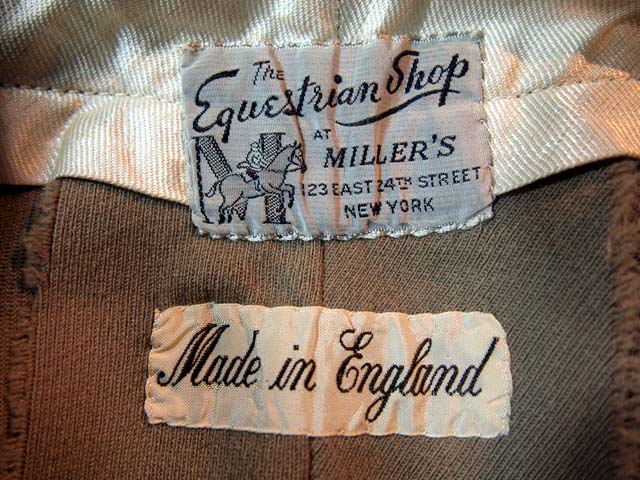 The
Equestrian Shop
AT
MILLER'S
123 EAST 24TH STREET
NEW YORK
M
Made in England